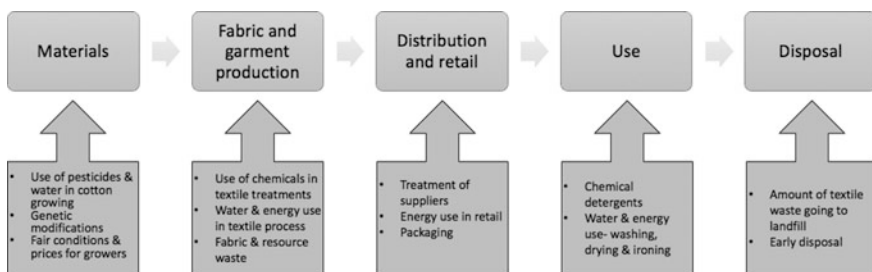 Materials
Fabric and
garment
production
Distribution
and retail
Use
Disposal
• Use of pesticides &
water in cotton
growing
• Genetic
modifications
• Fair conditions &
prices for growers
• Use of chemicals in
textile treatments
• Water & energy use
in textile process
• Fabric & resource
waste
• Treatment of
suppliers
• Energy use in retail
• Packaging
• Chemical
detergents
• Water & energy
use- washing,
drying & ironing
• Amount of textile
waste going to
landfill
• Early disposal